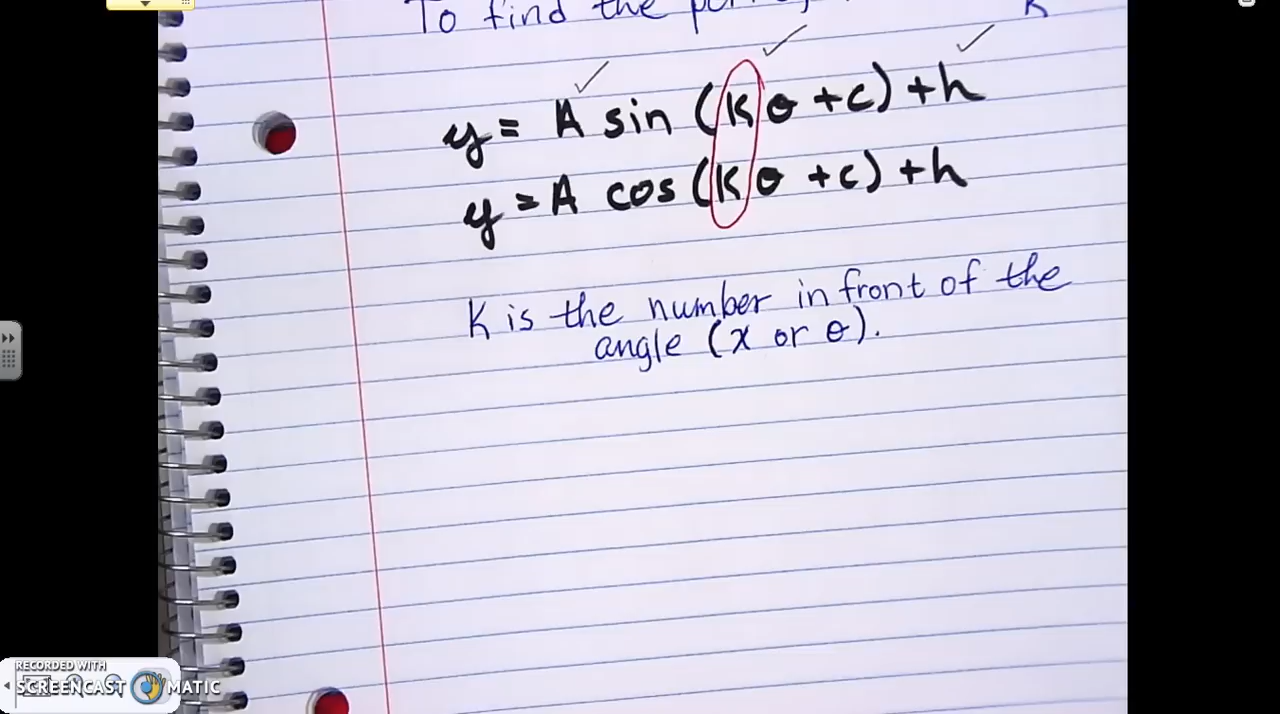 To find the
K
y = A sin (Kθ + c) + h
y = A cos (Kθ + c) + h
K is the number in front of the
angle (x or θ).
RECORDED WITH
SCREENCAST MATIC